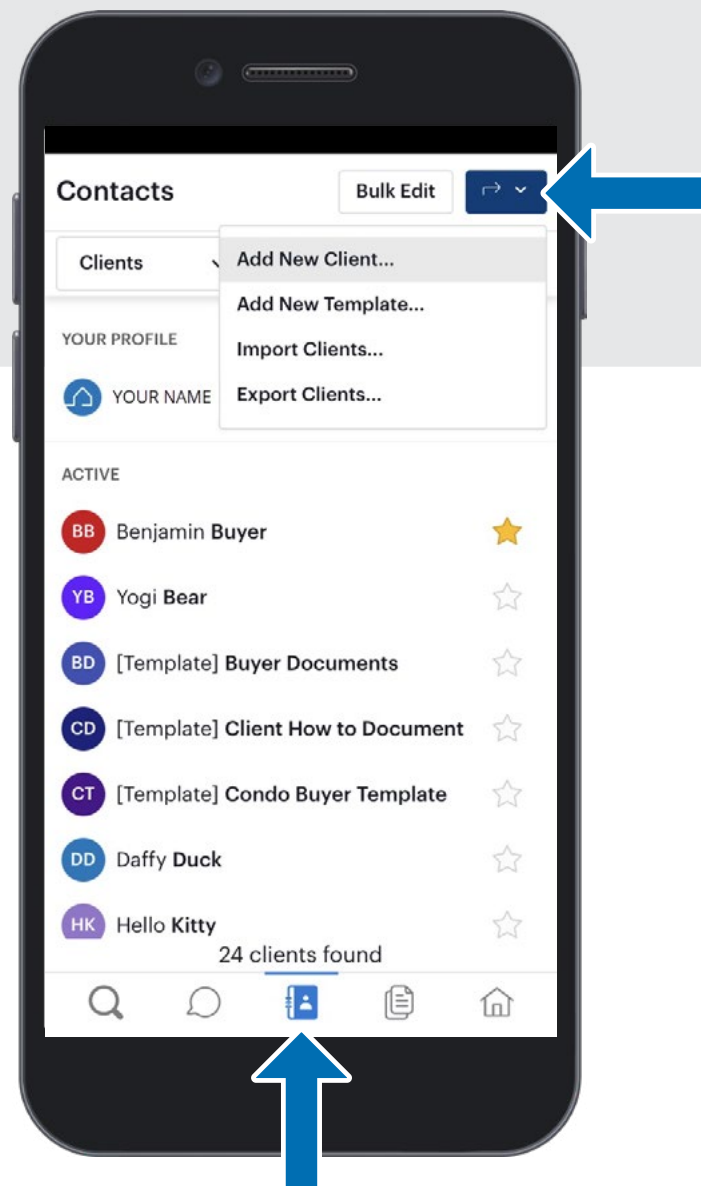 Contacts
Bulk Edit
Clients
Add New Client...
Add New Template...
Import Clients...
Export Clients...
YOUR PROFILE
YOUR NAME
ACTIVE
BB Benjamin Buyer
YB Yogi Bear
BD [Template] Buyer Documents
CD [Template] Client How to Document
CT [Template] Condo Buyer Template
DD Daffy Duck
HK Hello Kitty
24 clients found